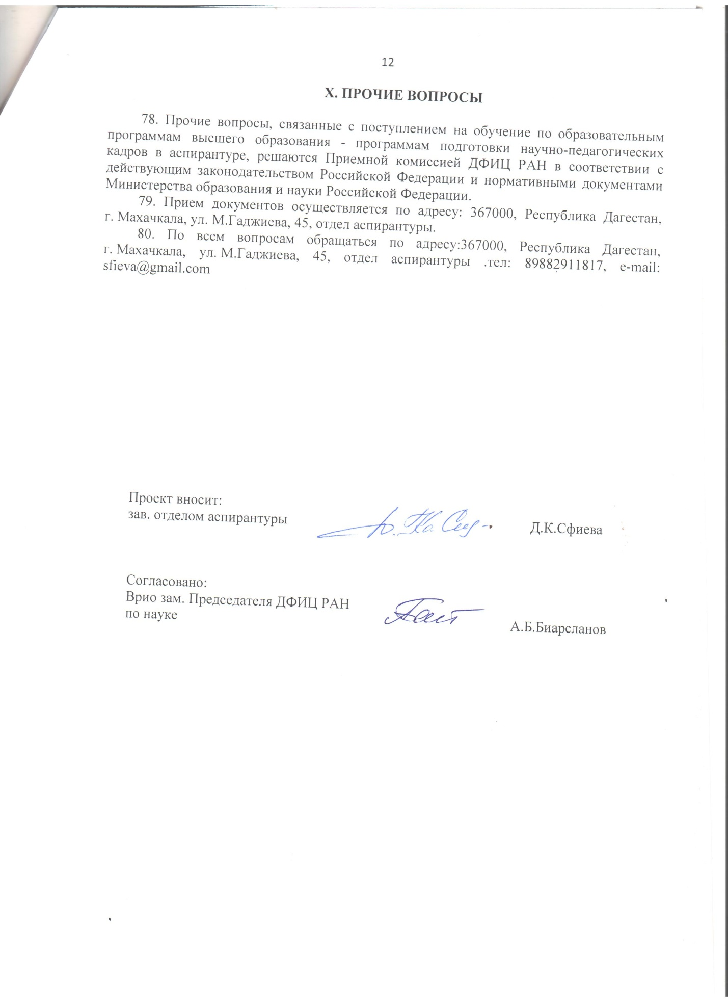 12
X. ПРОЧИЕ ВОПРОСЫ
78. Прочие вопросы, связанные с поступлением на обучение по образовательным
программам высшего образования - программам подготовки научно-педагогических
кадров в аспирантуре, решаются Приемной комиссией ДФИЦ РАН в соответствии с
действующим законодательством Российской Федерации и нормативными документами
Министерства образования и науки Российской Федерации.
79. Прием документов осуществляется по адресу: 367000, Республика Дагестан,
г. Махачкала, ул. М.Гаджиева, 45, отдел аспирантуры.
80. По всем вопросам обращаться по адресу:367000, Республика Дагестан,
г. Махачкала, ул. М.Гаджиева, 45, отдел аспирантуры .тел: 89882911817, e-mail:
sfieva@gmail.com
Проект вносит:
зав. отделом аспирантуры
Д.К.Сфиева
Согласовано:
Врио зам. Председателя ДФИЦ РАН
по науке
А.Б.Биарсланов